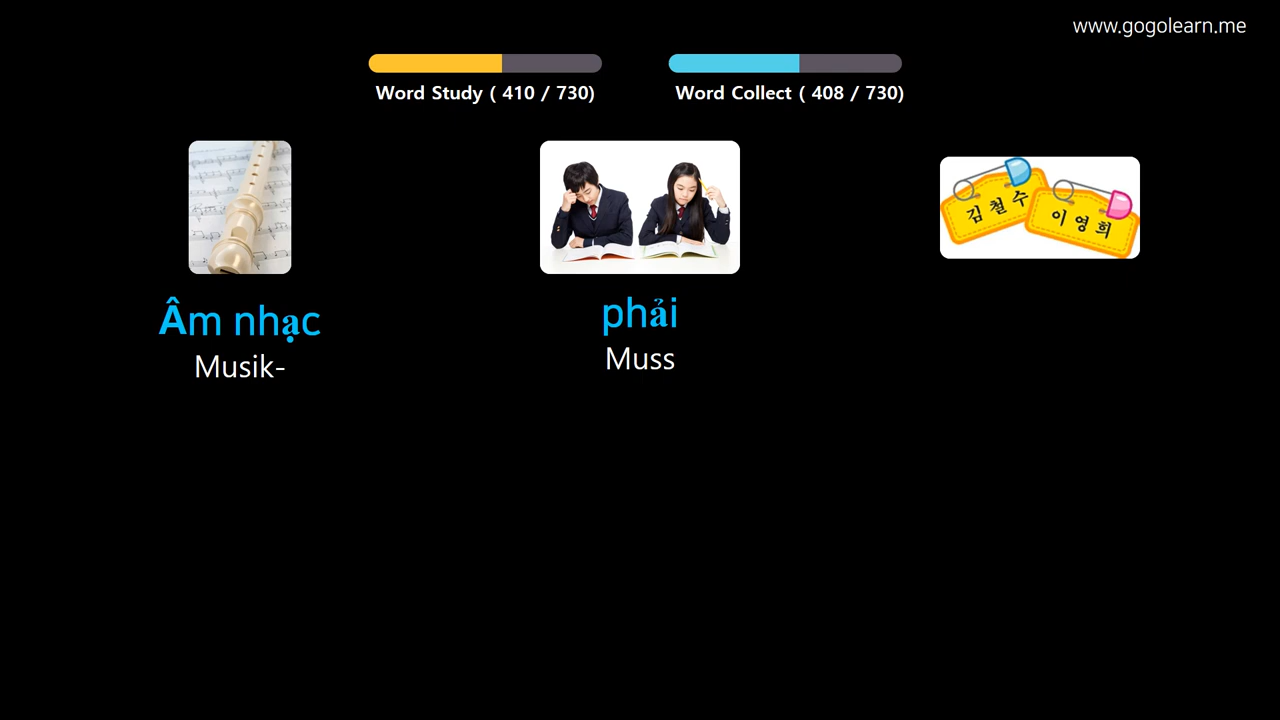 www.gogolearn.me
Word Study ( 410 / 730)
Word Collect ( 408 / 730)
김철수
이영희
Âm nhạc
Musik-
phải
Muss